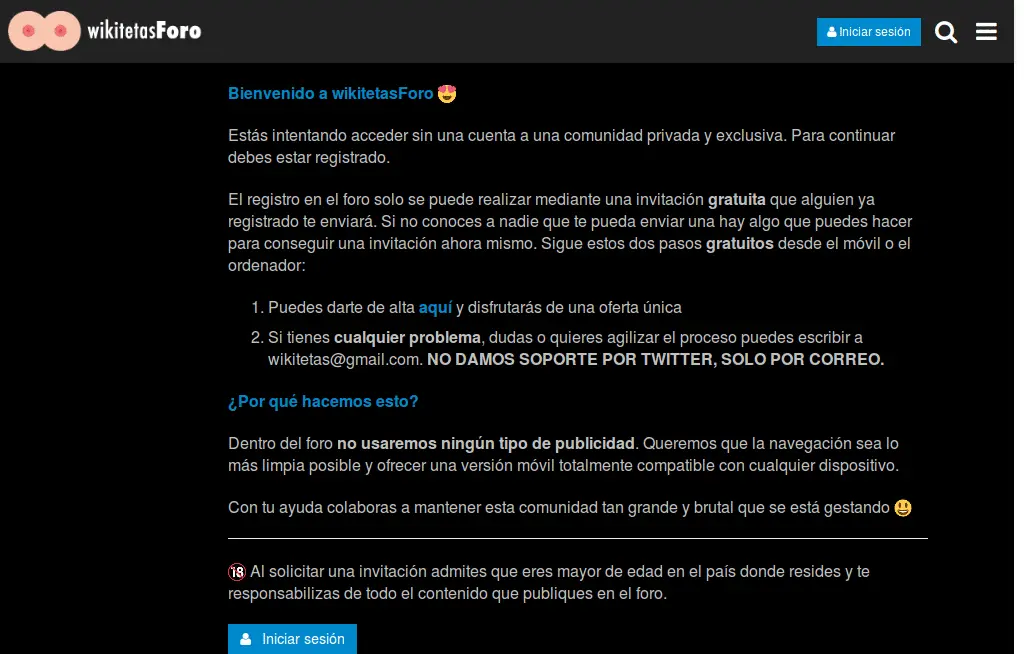 wikitetasForo
Iniciar sesión
Bienvenido a wikitetasForo
Estás intentando acceder sin una cuenta a una comunidad privada y exclusiva. Para continuar
debes estar registrado.
El registro en el foro solo se puede realizar mediante una invitación gratuita que alguien ya
registrado te enviará. Si no conoces a nadie que te pueda enviar una hay algo que puedes hacer
para conseguir una invitación ahora mismo. Sigue estos dos pasos gratuitos desde el móvil o el
ordenador:
1. Puedes darte de alta aquí y disfrutarás de una oferta única
2. Si tienes cualquier problema, dudas o quieres agilizar el proceso puedes escribir a
wikitetas@gmail.com. NO DAMOS SOPORTE POR TWITTER, SOLO POR CORREO.
¿Por qué hacemos esto?
Dentro del foro no usaremos ningún tipo de publicidad. Queremos que la navegación sea lo
más limpia posible y ofrecer una versión móvil totalmente compatible con cualquier dispositivo.
Con tu ayuda colaboras a mantener esta comunidad tan grande y brutal que se está gestando
18 Al solicitar una invitación admites que eres mayor de edad en el país donde resides y te
responsabilizas de todo el contenido que publiques en el foro.
Iniciar sesión